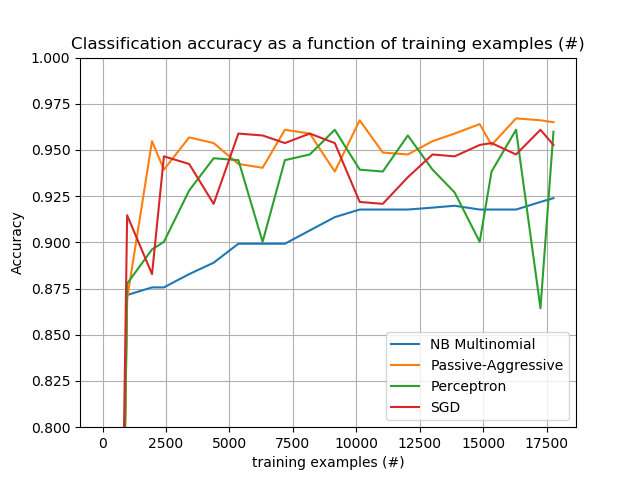 Classification accuracy as a function of training examples (#)
1.000
0.975
0.950
0.925
0.900
0.875
0.850
0.825
0.800
Accuracy
NB Multinomial
Passive-Aggressive
Perceptron
SGD
0 2500 5000 7500 10000 12500 15000 17500
training examples (#)